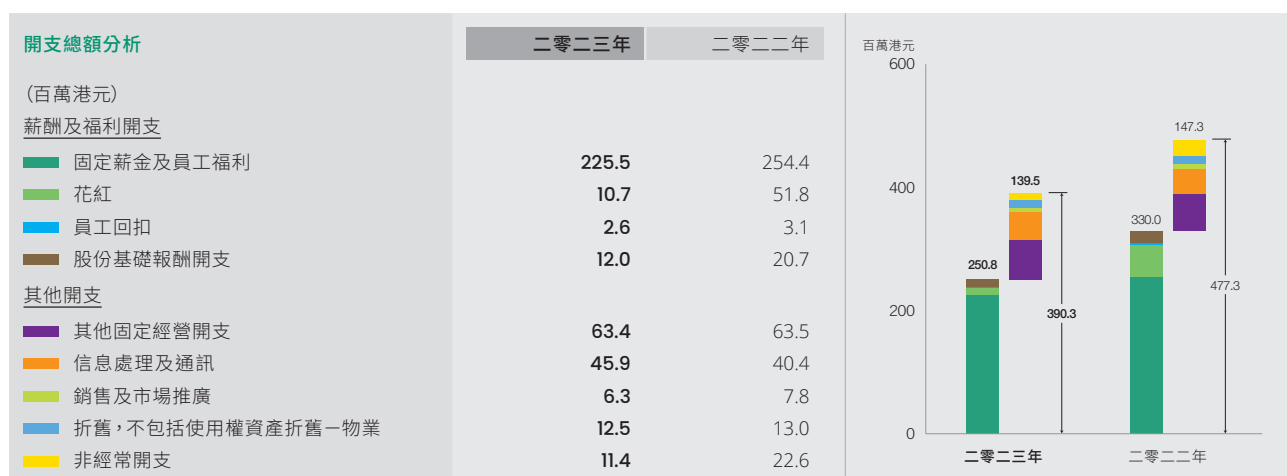 開支總額分析 二零二三年 二零二二年
(百萬港元)
薪酬及福利開支
固定薪金及員工福利 225.5 254.4
花紅 10.7 51.8
員工回扣 2.6 3.1
股份基礎報酬開支 12.0 20.7
其他開支
其他固定經營開支 63.4 63.5
信息處理及通訊 45.9 40.4
銷售及市場推廣 6.3 7.8
折舊，不包括使用權資產折舊－物業 12.5 13.0
非經常開支 11.4 22.6
百萬港元
600
400
200
0
250.8
139.5
390.3
330.0
147.3
477.3
二零二三年 二零二二年